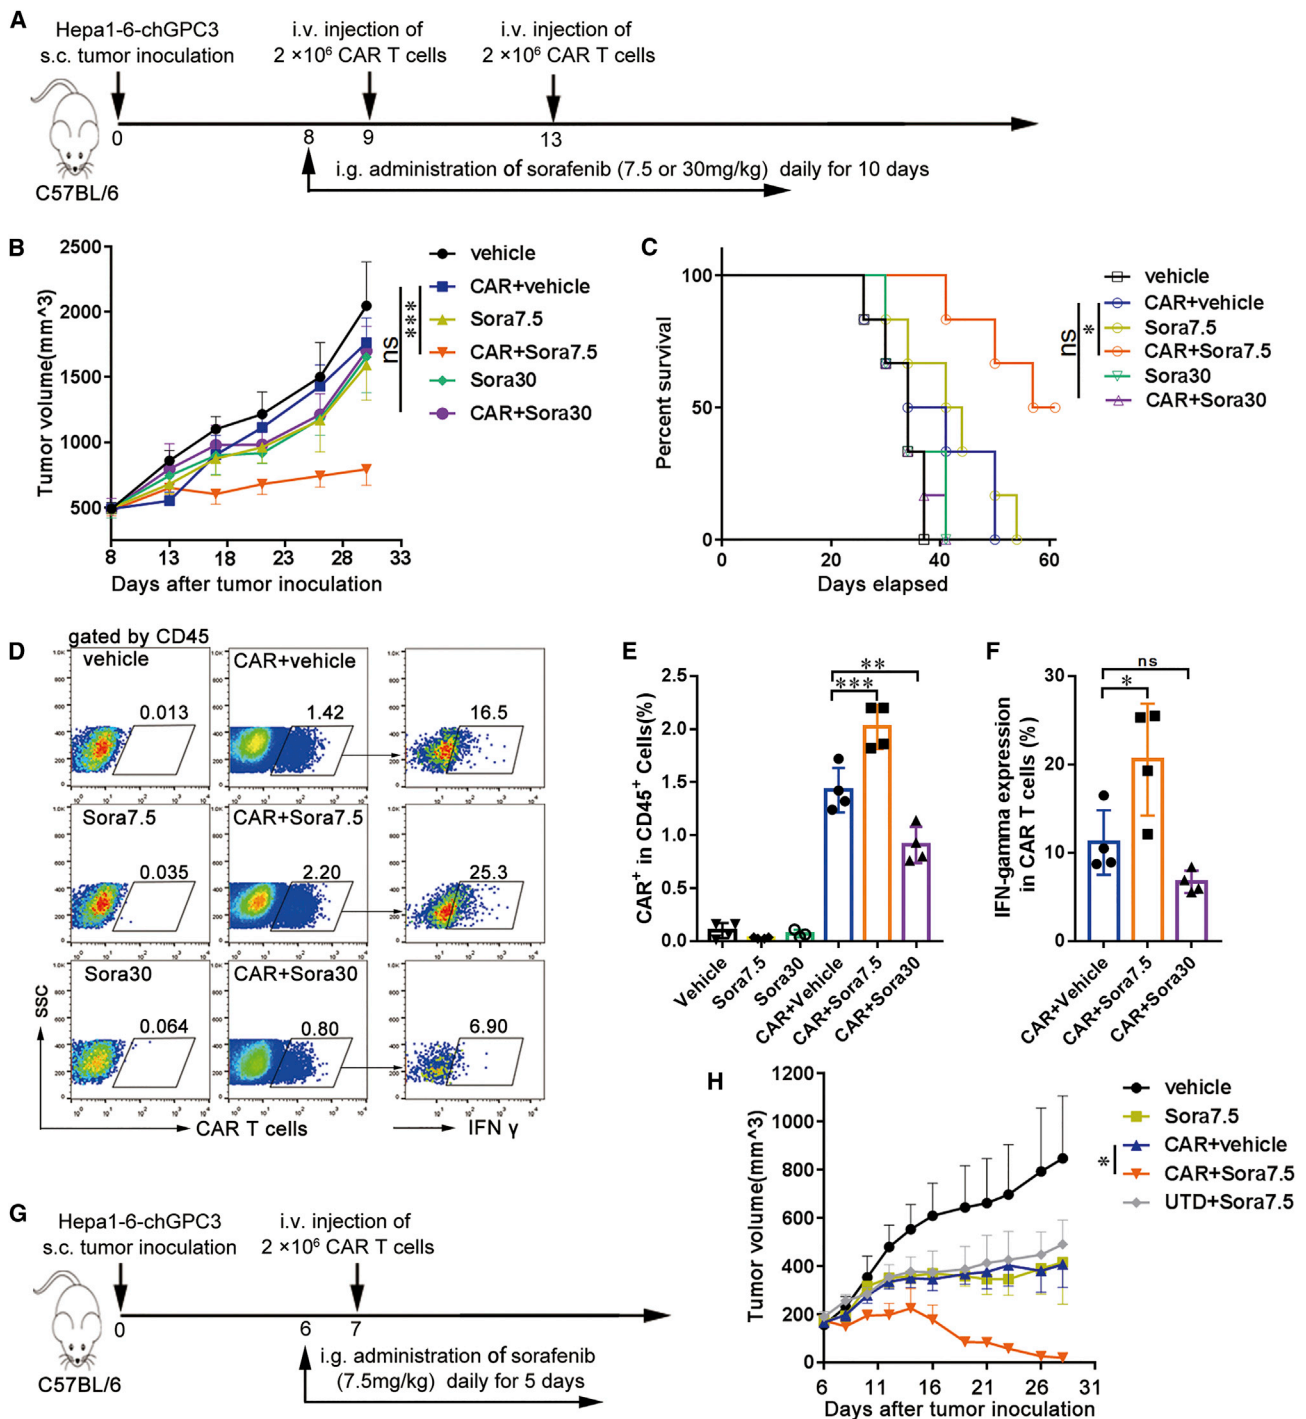 A
Hepa1-6-chGPC3
s.c. tumor inoculation
i.v. injection of
2 ×10⁶ CAR T cells
i.v. injection of
2 ×10⁶ CAR T cells
0
8
9
13
i.g. administration of sorafenib (7.5 or 30mg/kg) daily for 10 days
C57BL/6
B
Tumor volume(mm^3)
2500
2000
1500
1000
500
8 13 18 23 28 33
Days after tumor inoculation
vehicle
CAR+vehicle
Sora7.5
CAR+Sora7.5
Sora30
CAR+Sora30
ns
***
C
Percent survival
100
50
0
0 20 40 60
Days elapsed
vehicle
CAR+vehicle
Sora7.5
CAR+Sora7.5
Sora30
CAR+Sora30
ns
*
D
gated by CD45
vehicle
0.013
CAR+vehicle
1.42
16.5
Sora7.5
0.035
CAR+Sora7.5
2.20
25.3
Sora30
0.064
CAR+Sora30
0.80
6.90
SSC
CAR T cells
IFN γ
E
CAR⁺ in CD45⁺ Cells(%)
2.5
2.0
1.5
1.0
0.5
0.0
**
***
Vehicle
Sora7.5
Sora30
CAR+Vehicle
CAR+Sora7.5
CAR+Sora30
F
IFN-gamma expression
in CAR T cells (%)
30
20
10
0
ns
*
CAR+Vehicle
CAR+Sora7.5
CAR+Sora30
G
Hepa1-6-chGPC3
s.c. tumor inoculation
i.v. injection of
2 ×10⁶ CAR T cells
0
6
7
i.g. administration of sorafenib
(7.5mg/kg) daily for 5 days
C57BL/6
H
Tumor volume(mm^3)
1200
1000
800
600
400
200
0
6 11 16 21 26 31
Days after tumor inoculation
vehicle
Sora7.5
CAR+vehicle
CAR+Sora7.5
UTD+Sora7.5
*